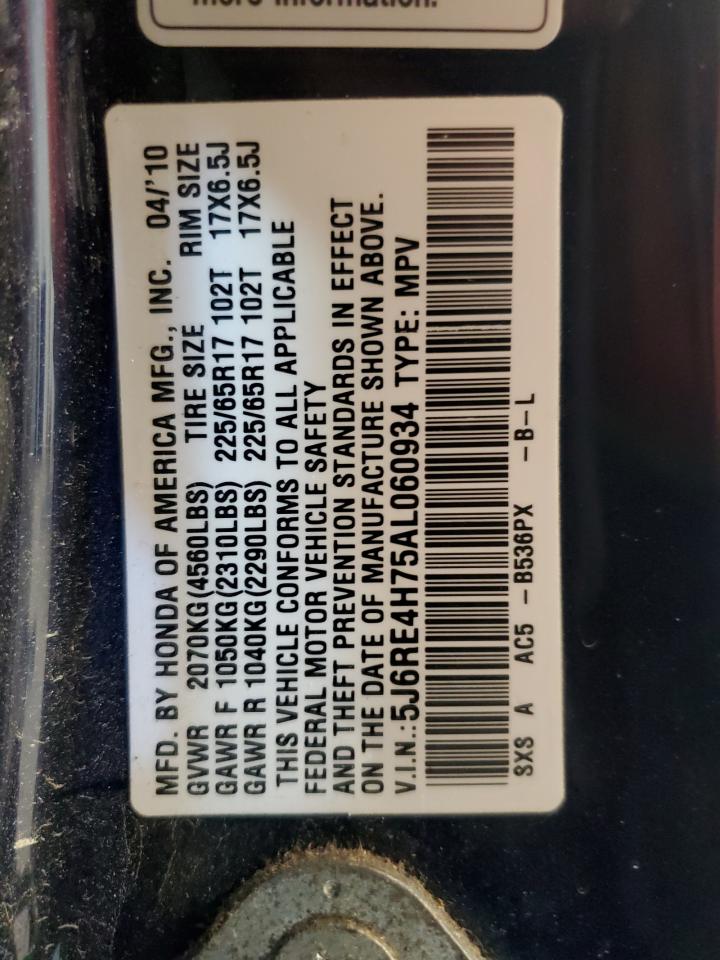 more information.
MFD. BY HONDA OF AMERICA MFG., INC. 04/'10
GVWR 2070KG(4560LBS) TIRE SIZE RIM SIZE
GAWR F 1050KG(2310LBS) 225/65R17 102T 17X6.5J
GAWR R 1040KG(2290LBS) 225/65R17 102T 17X6.5J
THIS VEHICLE CONFORMS TO ALL APPLICABLE
FEDERAL MOTOR VEHICLE SAFETY
AND THEFT PREVENTION STANDARDS IN EFFECT
ON THE DATE OF MANUFACTURE SHOWN ABOVE.
V.I.N.:5J6RE4H75AL060934 TYPE: MPV
SXS A AC5 -B536PX -B-L